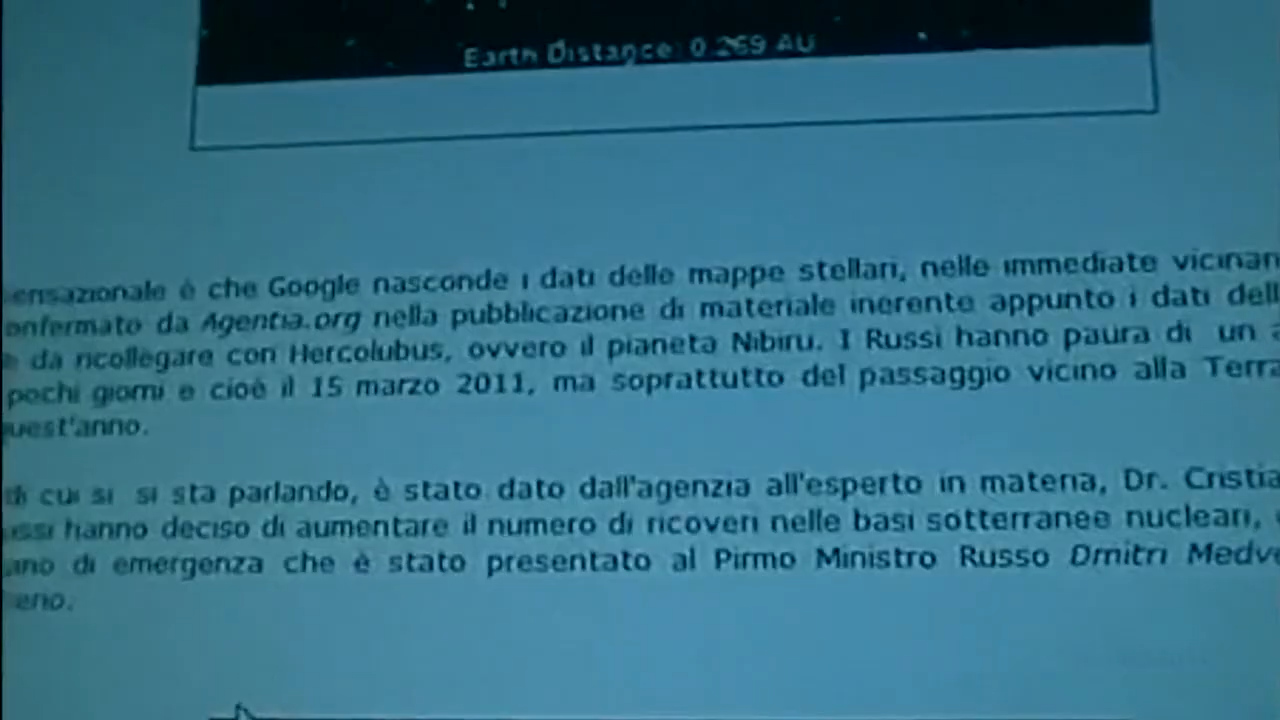 Earth Distance: 0.269 AU
ensazionale è che Google nasconde i dati delle mappe stellari, nelle immediate vicinan
onfermato da Agentia.org nella pubblicazione di materiale inerente appunto i dati dell
e da ricollegare con Hercolubus, ovvero il pianeta Nibiru. I Russi hanno paura di un a
pochi giorni e cioè il 15 marzo 2011, ma soprattutto del passaggio vicino alla Terra
uest'anno.
di cui si si sta parlando, è stato dato dall'agenzia all'esperto in materia, Dr. Cristia
ussi hanno deciso di aumentare il numero di ricoveri nelle basi sotterranee nucleari,
ano di emergenza che è stato presentato al Pirmo Ministro Russo Dmitri Medve
eno.